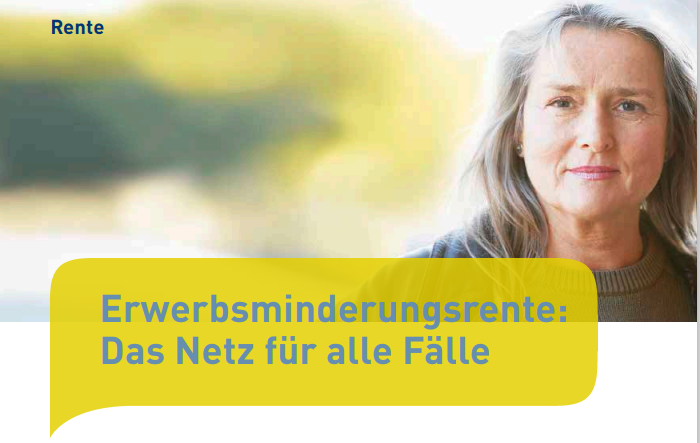 Rente
Erwerbsminderungsrente:
Das Netz für alle Fälle